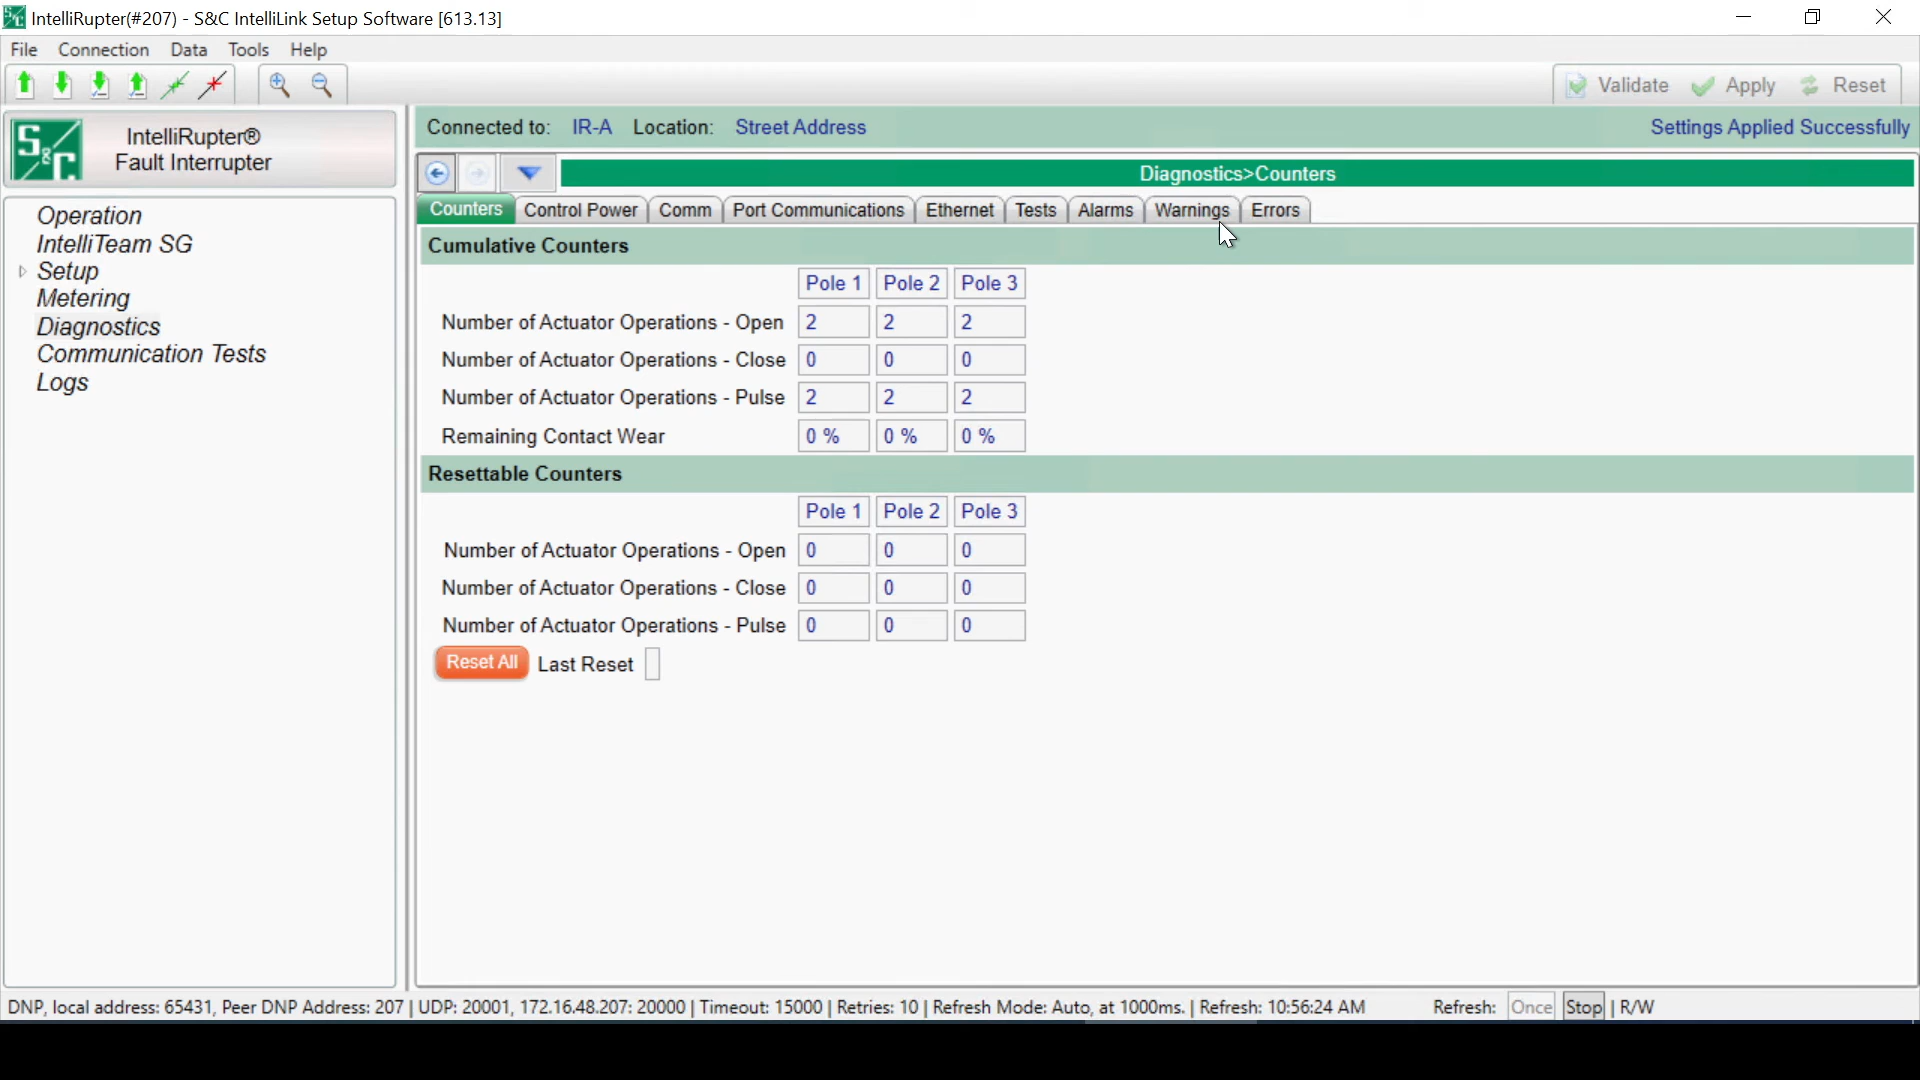 IntelliRupter(#207) - S&C IntelliLink Setup Software [613.13]
File Connection Data Tools Help
Validate Apply Reset
S&C
IntelliRupter®
Fault Interrupter
Connected to: IR-A Location: Street Address Settings Applied Successfully
Diagnostics>Counters
Counters Control Power Comm Port Communications Ethernet Tests Alarms Warnings Errors
Operation
IntelliTeam SG
Setup
Metering
Diagnostics
Communication Tests
Logs
Cumulative Counters
Pole 1 Pole 2 Pole 3
Number of Actuator Operations - Open 2 2 2
Number of Actuator Operations - Close 0 0 0
Number of Actuator Operations - Pulse 2 2 2
Remaining Contact Wear 0 % 0 % 0 %
Resettable Counters
Pole 1 Pole 2 Pole 3
Number of Actuator Operations - Open 0 0 0
Number of Actuator Operations - Close 0 0 0
Number of Actuator Operations - Pulse 0 0 0
Reset All Last Reset
DNP, local address: 65431, Peer DNP Address: 207 | UDP: 20001, 172.16.48.207: 20000 | Timeout: 15000 | Retries: 10 | Refresh Mode: Auto, at 1000ms. | Refresh: 10:56:24 AM Refresh: Once Stop | R/W